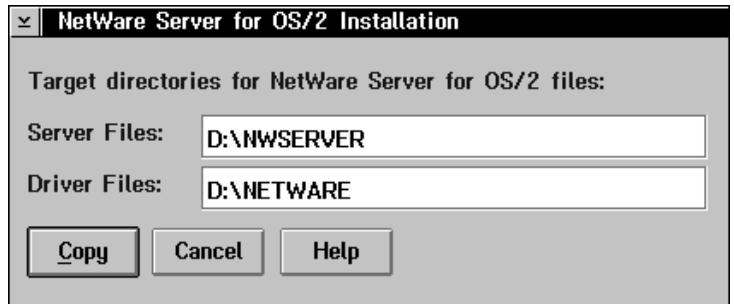 NetWare Server for OS/2 Installation
Target directories for NetWare Server for OS/2 files:
Server Files: D:\NWSERVER
Driver Files: D:\NETWARE
Copy Cancel Help